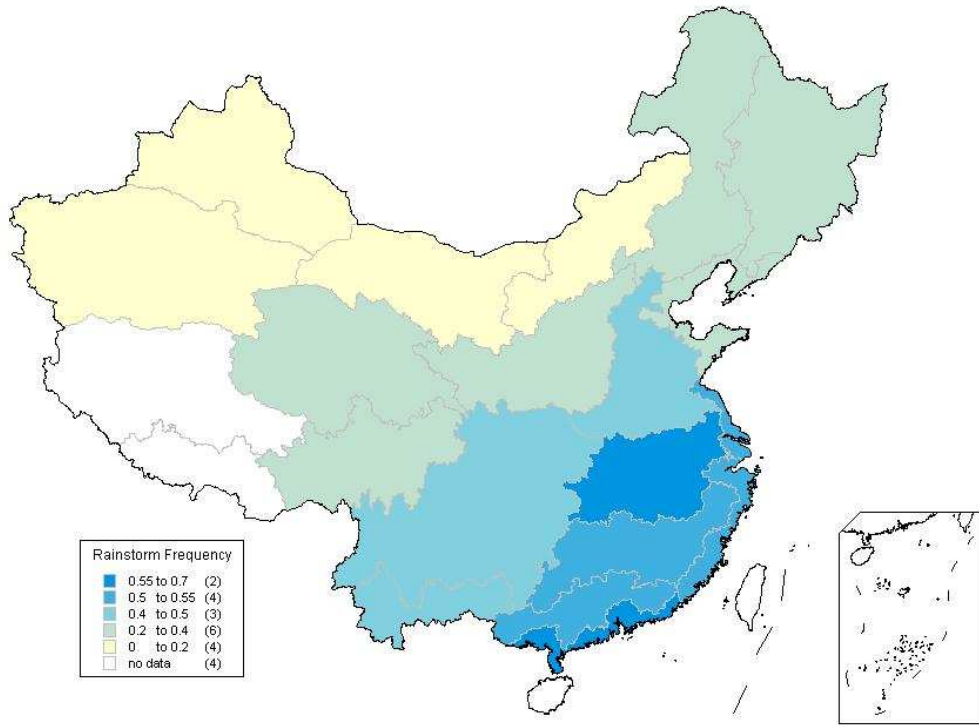 Rainstorm Frequency
0.55 to 0.7 (2)
0.5 to 0.55 (4)
0.4 to 0.5 (3)
0.2 to 0.4 (6)
0 to 0.2 (4)
no data (4)